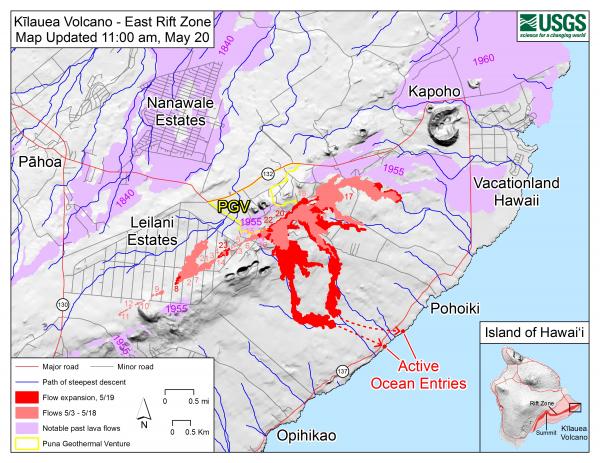 Kīlauea Volcano - East Rift Zone
Map Updated 11:00 am, May 20
USGS
science for a changing world
1960
1840
Kapoho
Nanawale
Estates
Pāhoa
132
1955
1840
Vacationland
Hawaii
PGV
17
Leilani
Estates
1955
20
22
23
9
8
12
10
11
130
1955
1955
Pohoiki
137
Active
Ocean Entries
Opihikao
Major road
Minor road
Path of steepest descent
Flow expansion, 5/19
Flows 5/3 - 5/18
Notable past lava flows
Puna Geothermal Venture
0 0.5 mi
0 0.5 Km
N
Island of Hawai‘i
Rift Zone
Summit
Kīlauea
Volcano